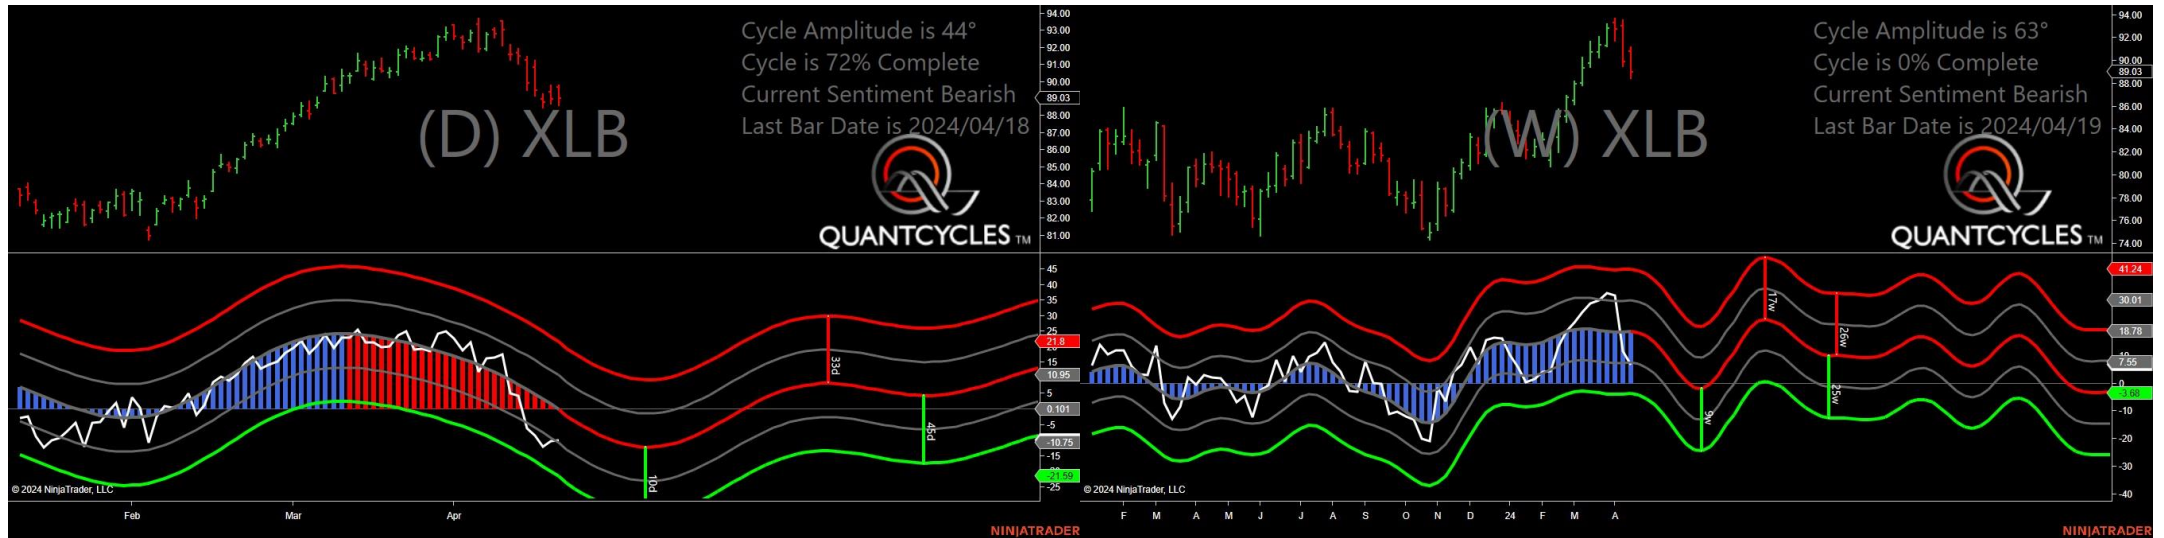 Cycle Amplitude is 44°
Cycle is 72% Complete
Current Sentiment Bearish
Last Bar Date is 2024/04/18
(D) XLB
QUANTCYCLES TM
94.00
93.00
92.00
91.00
90.00
89.03
88.00
87.00
86.00
85.00
84.00
83.00
82.00
81.00
45
40
35
30
25
21.8
15
10.95
5
0.101
-5
-10.75
-15
-21.59
-25
33d
45d
10d
© 2024 NinjaTrader, LLC
Feb Mar Apr
NINJATRADER
Cycle Amplitude is 63°
Cycle is 0% Complete
Current Sentiment Bearish
Last Bar Date is 2024/04/19
(W) XLB
QUANTCYCLES TM
94.00
92.00
90.00
89.03
88.00
86.00
84.00
82.00
80.00
78.00
76.00
74.00
41.24
30.01
18.78
7.55
0
-3.68
-10
-20
-30
-40
17w
26w
25w
9w
© 2024 NinjaTrader, LLC
F M A M J J A S O N D 24 F M A
NINJATRADER